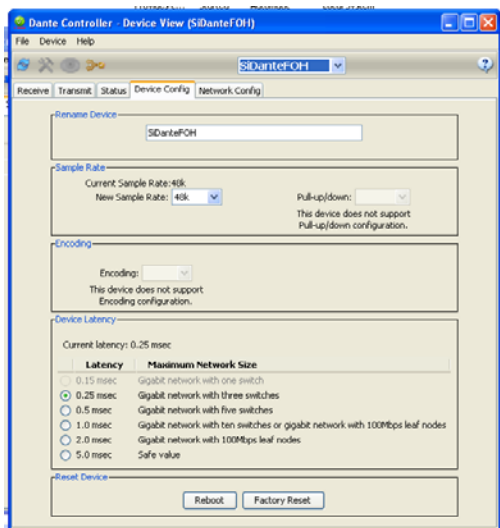 Dante Controller - Device View (SiDanteFOH)
File Device Help
SiDanteFOH
Receive Transmit Status Device Config Network Config
Rename Device
SiDanteFOH
Sample Rate
Current Sample Rate:48k
New Sample Rate: 48k
Pull-up/down:
This device does not support
Pull-up/down configuration.
Encoding
Encoding:
This device does not support
Encoding configuration.
Device Latency
Current latency: 0.25 msec
Latency Maximum Network Size
0.15 msec Gigabit network with one switch
0.25 msec Gigabit network with three switches
0.5 msec Gigabit network with five switches
1.0 msec Gigabit network with ten switches or gigabit network with 100Mbps leaf nodes
2.0 msec Gigabit network with 100Mbps leaf nodes
5.0 msec Safe value
Reset Device
Reboot Factory Reset